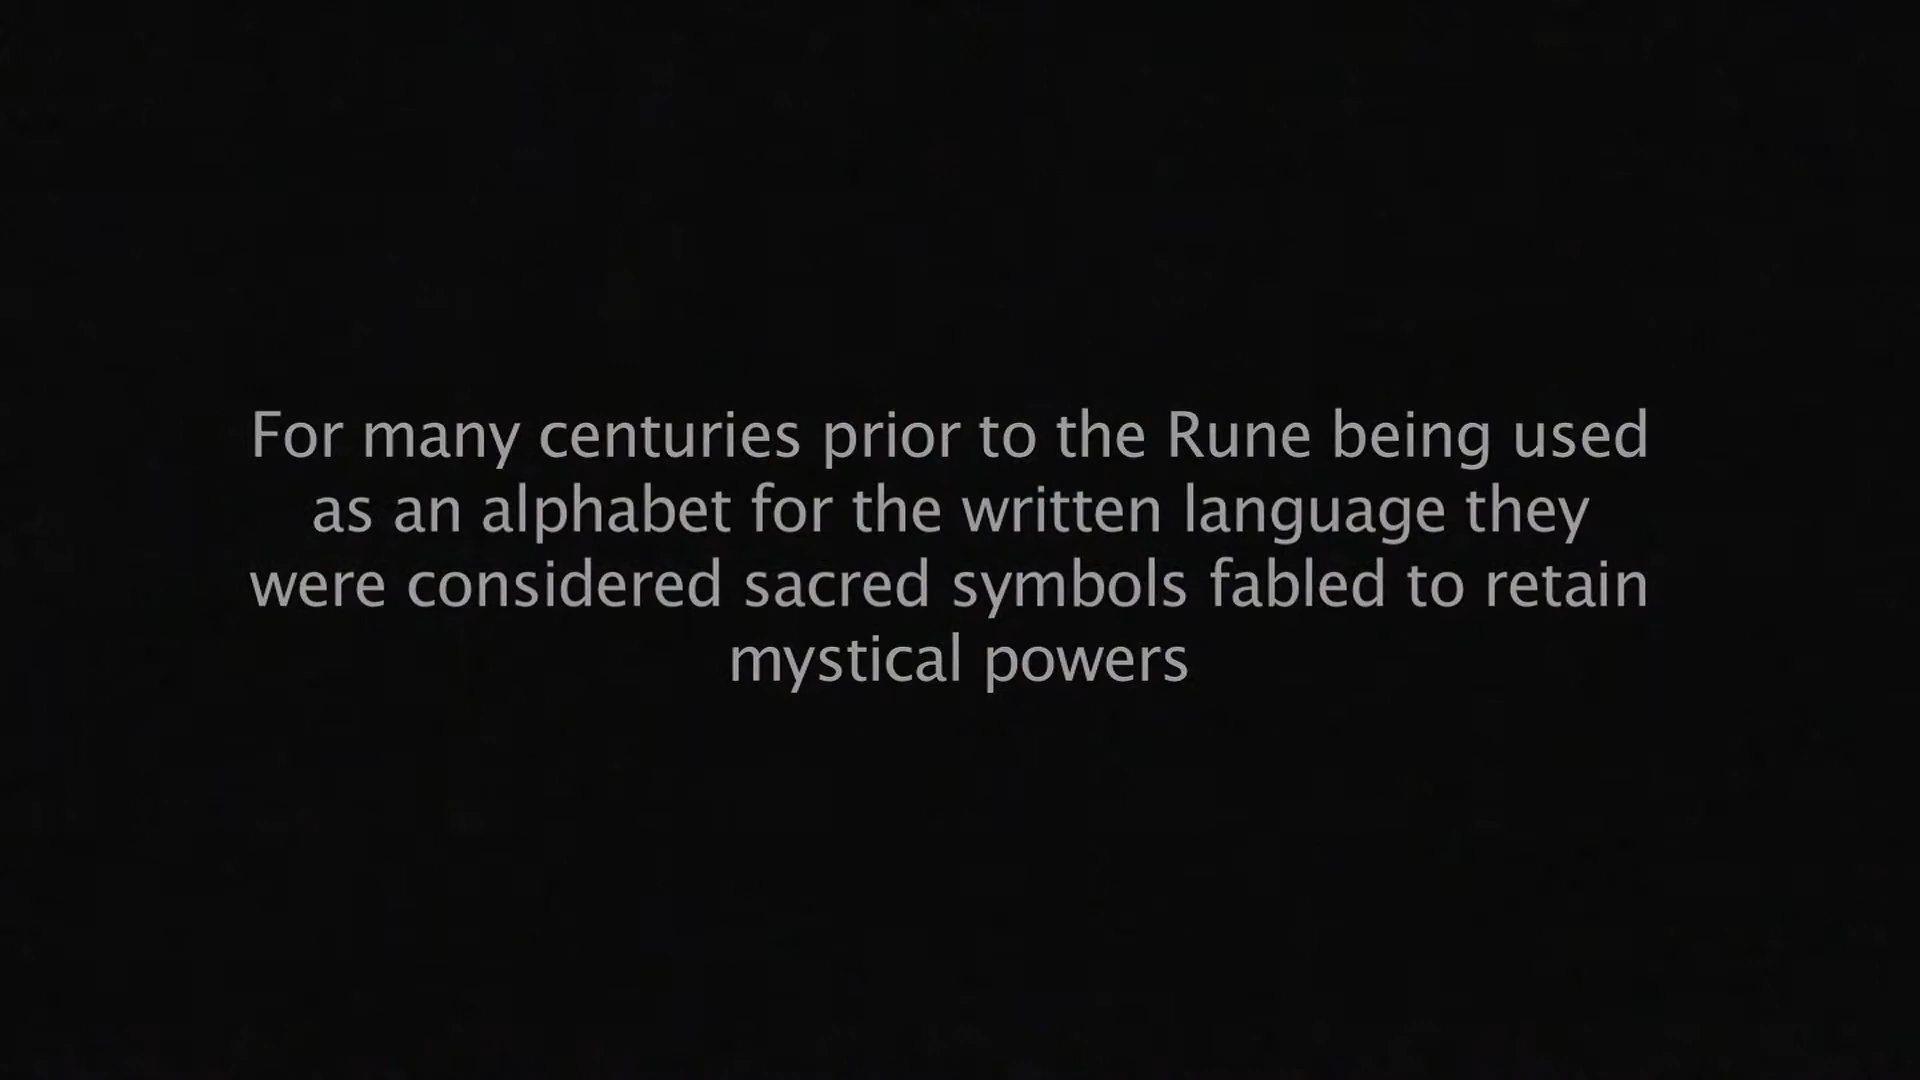 For many centuries prior to the Rune being used
as an alphabet for the written language they
were considered sacred symbols fabled to retain
mystical powers